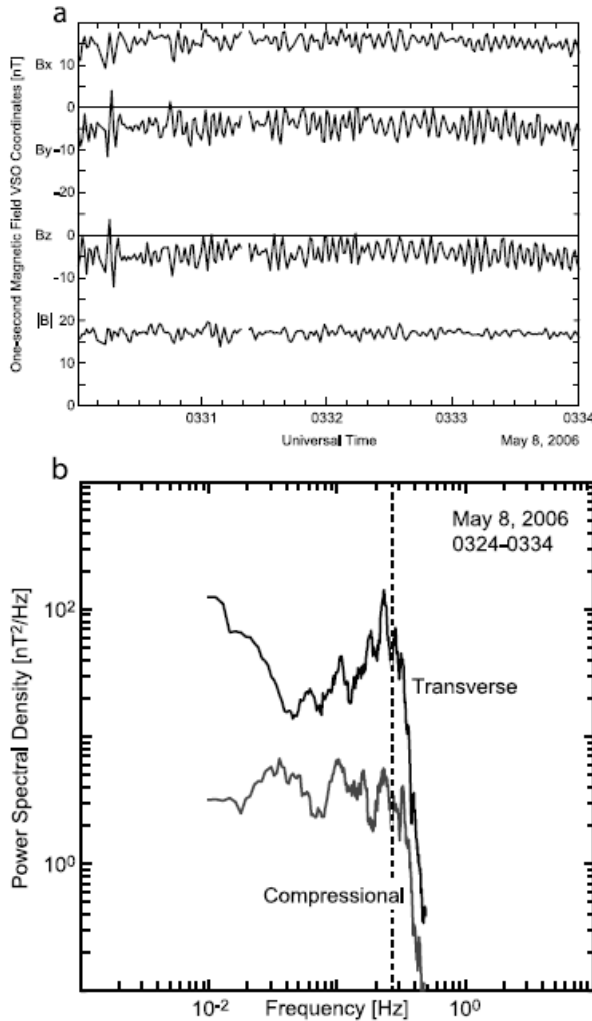 a
One-second Magnetic Field VSO Coordinates [nT]
Bx
10
0
By
-10
-20
Bz
0
-10
|B|
20
15
0
0331
0332
0333
0334
Universal Time
May 8, 2006
b
May 8, 2006
0324-0334
Power Spectral Density [nT²/Hz]
10²
10⁰
Transverse
Compressional
10⁻²
Frequency [Hz]
10⁰